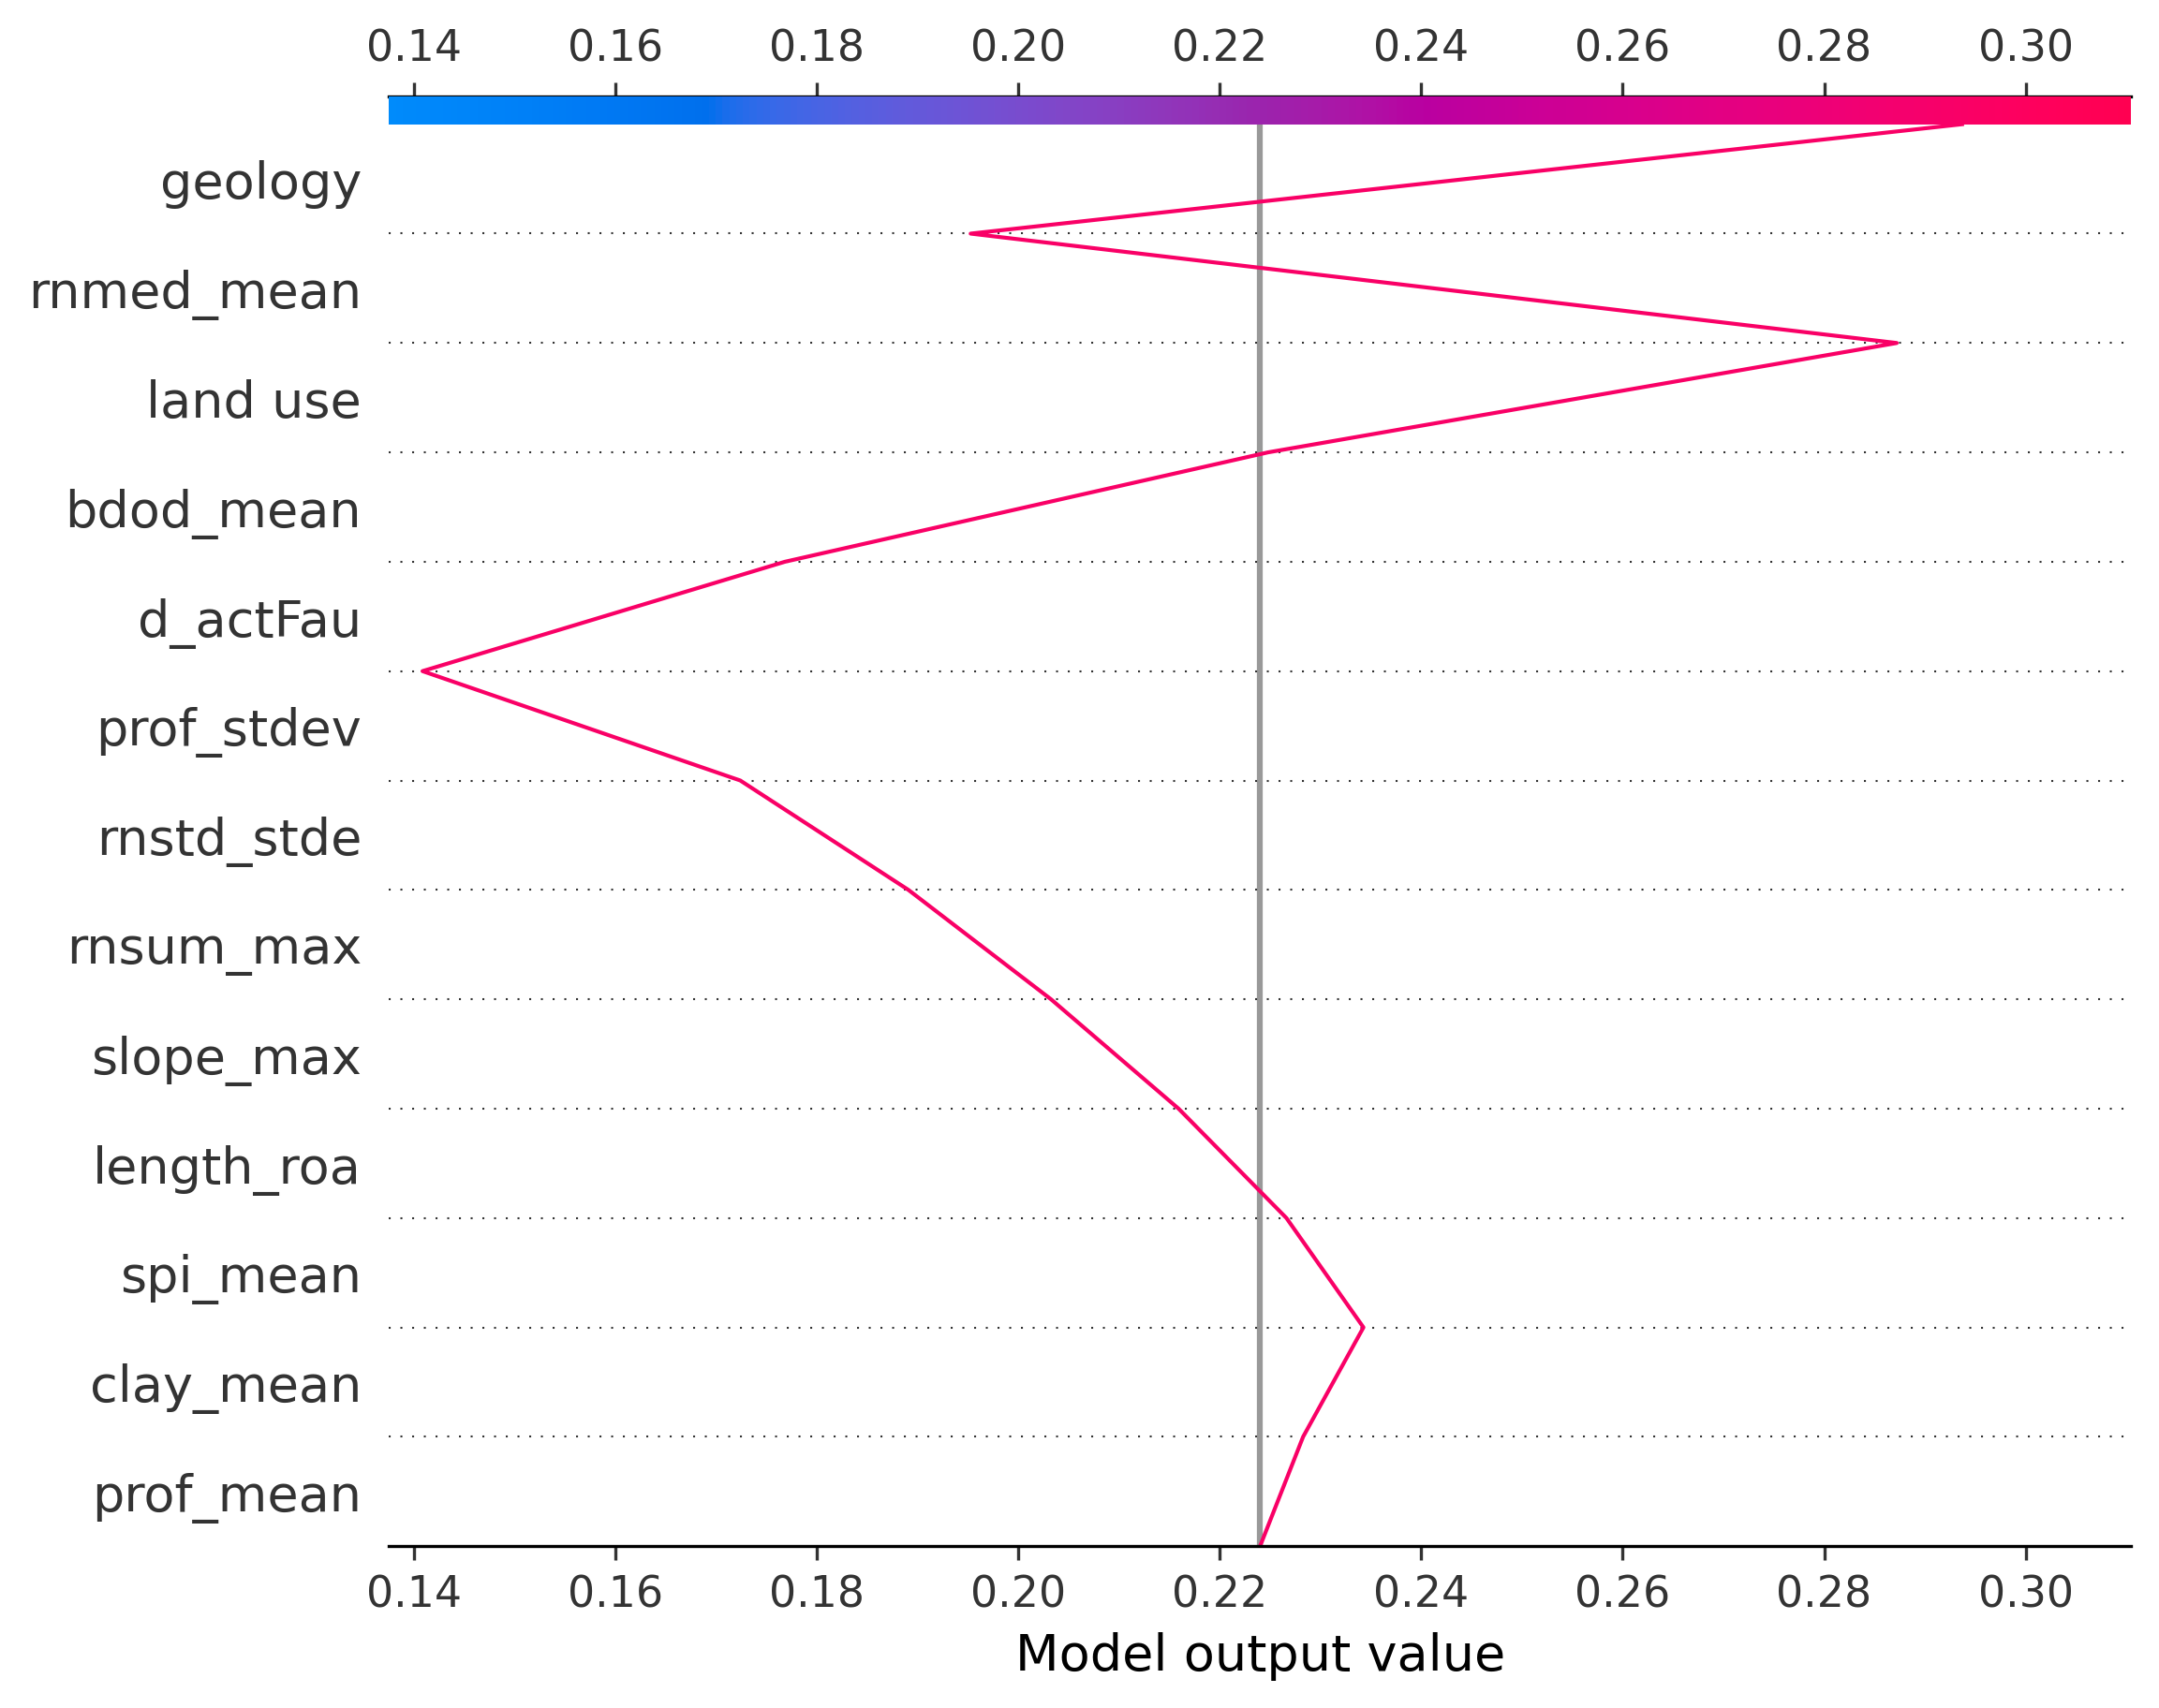 0.14 0.16 0.18 0.20 0.22 0.24 0.26 0.28 0.30
geology
rnmed_mean
land use
bdod_mean
d_actFau
prof_stdev
rnstd_stde
rnsum_max
slope_max
length_roa
spi_mean
clay_mean
prof_mean
0.14 0.16 0.18 0.20 0.22 0.24 0.26 0.28 0.30
Model output value